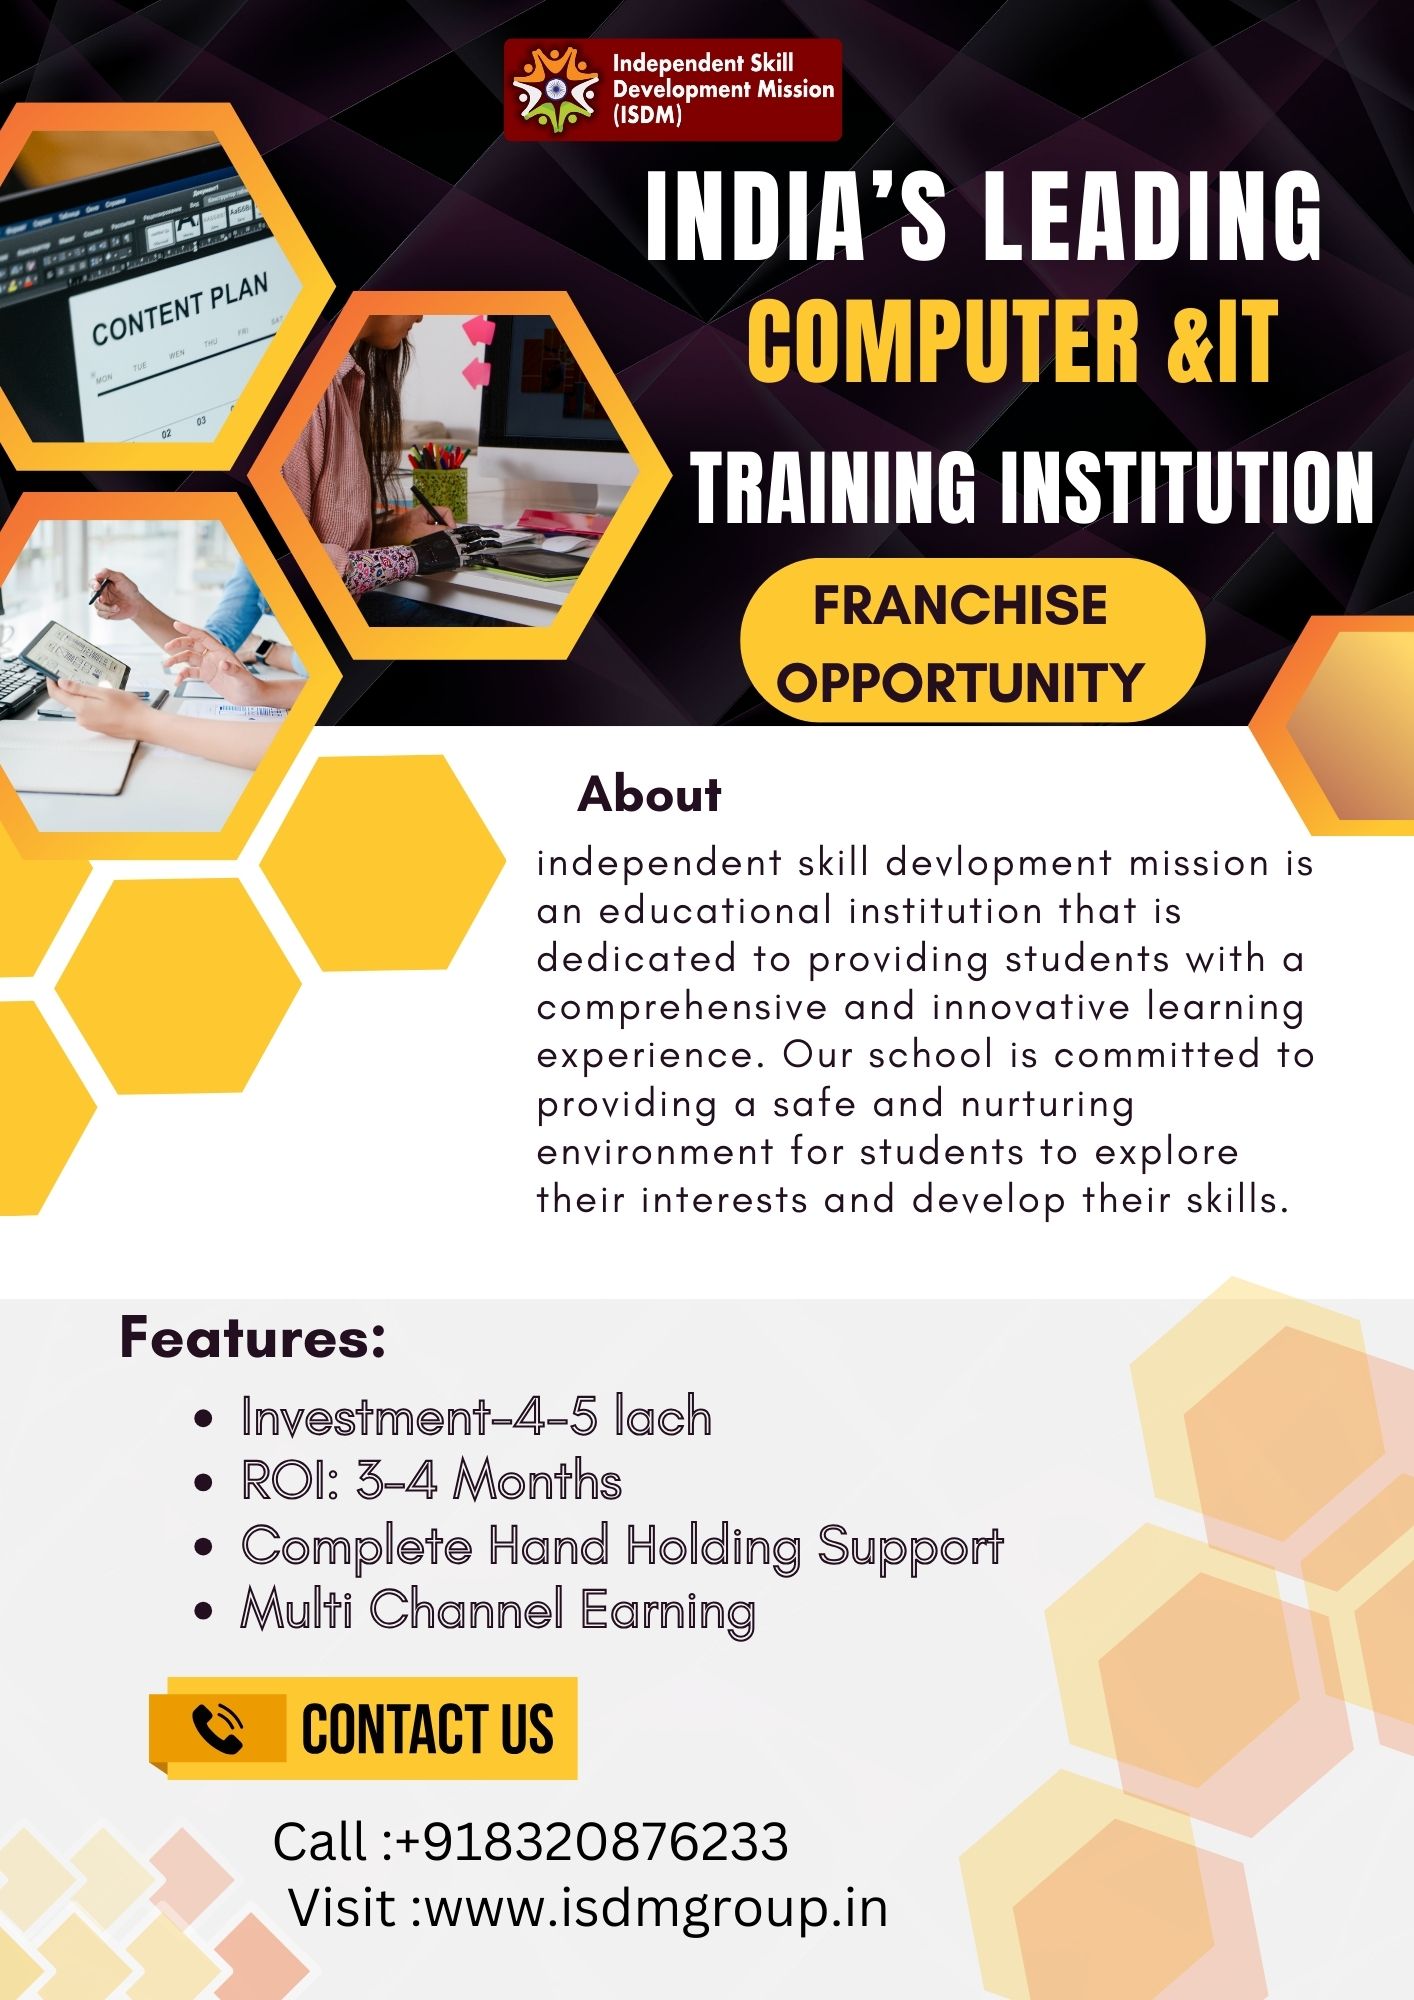 Independent Skill
Development Mission
(ISDM)
INDIA'S LEADING
COMPUTER &IT
TRAINING INSTITUTION
FRANCHISE
OPPORTUNITY
CONTENT PLAN
MON TUE WEN THU FRI SAT
02 03
About
independent skill devlopment mission is
an educational institution that is
dedicated to providing students with a
comprehensive and innovative learning
experience. Our school is committed to
providing a safe and nurturing
environment for students to explore
their interests and develop their skills.
Features:
• Investment-4-5 lach
• ROI: 3-4 Months
• Complete Hand Holding Support
• Multi Channel Earning
CONTACT US
Call :+918320876233
Visit :www.isdmgroup.in